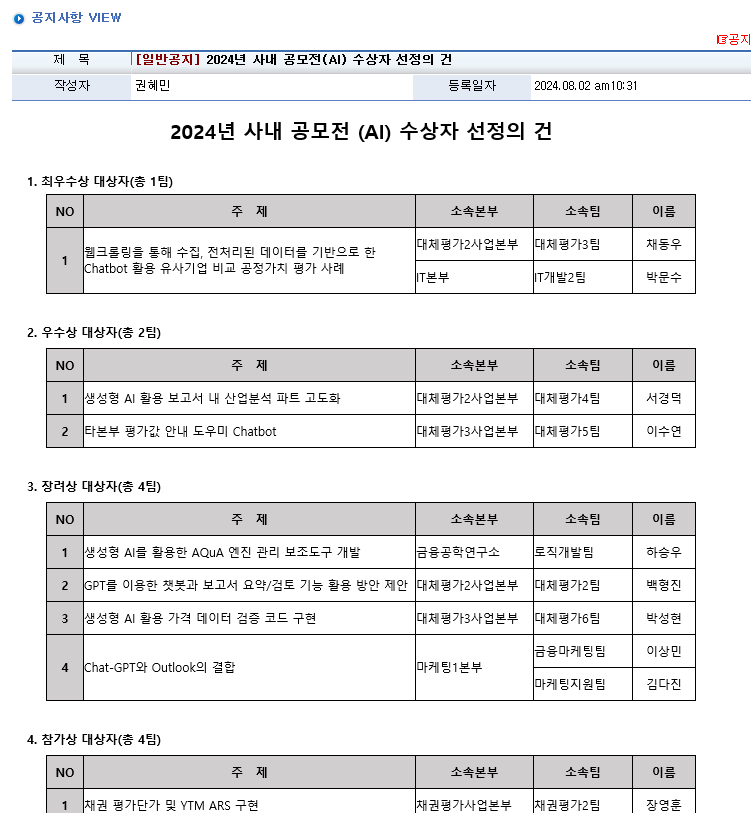 공지사항 VIEW
☞공지
제 목 [일반공지] 2024년 사내 공모전(AI) 수상자 선정의 건
작성자 권혜민 등록일자 2024.08.02 am10:31
2024년 사내 공모전 (AI) 수상자 선정의 건
1. 최우수상 대상자(총 1팀)
NO 주 제 소속본부 소속팀 이름
1 웹크롤링을 통해 수집, 전처리된 데이터를 기반으로 한
Chatbot 활용 유사기업 비교 공정가치 평가 사례
대체평가2사업본부 대체평가3팀 채동우
IT본부 IT개발2팀 박문수
2. 우수상 대상자(총 2팀)
NO 주 제 소속본부 소속팀 이름
1 생성형 AI 활용 보고서 내 산업분석 파트 고도화 대체평가2사업본부 대체평가4팀 서경덕
2 타본부 평가값 안내 도우미 Chatbot 대체평가3사업본부 대체평가5팀 이수연
3. 장려상 대상자(총 4팀)
NO 주 제 소속본부 소속팀 이름
1 생성형 AI를 활용한 AQuA 엔진 관리 보조도구 개발 금융공학연구소 로직개발팀 하승우
2 GPT를 이용한 챗봇과 보고서 요약/검토 기능 활용 방안 제안 대체평가2사업본부 대체평가2팀 백형진
3 생성형 AI 활용 가격 데이터 검증 코드 구현 대체평가3사업본부 대체평가6팀 박성현
4 Chat-GPT와 Outlook의 결합 마케팅1본부 금융마케팅팀 이상민
마케팅지원팀 김다진
4. 참가상 대상자(총 4팀)
NO 주 제 소속본부 소속팀 이름
1 채권 평가단가 및 YTM ARS 구현 채권평가사업본부 채권평가2팀 장영훈